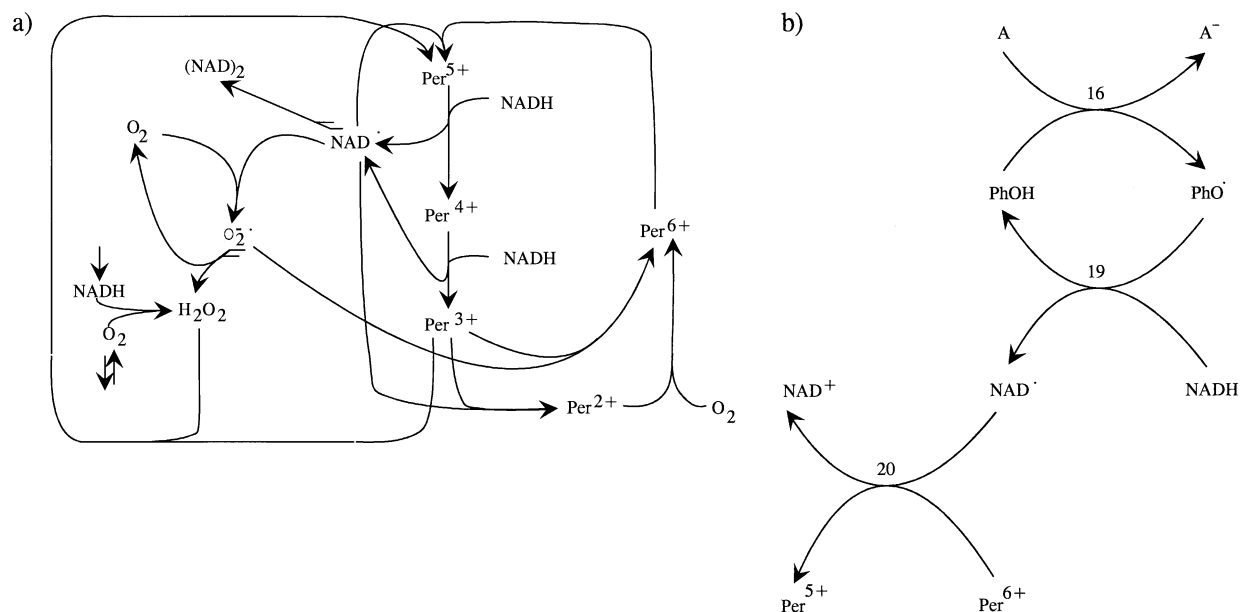 a)
b)
A
A⁻
Per⁵⁺
(NAD)₂
NADH
16
O₂
NAD˙
PhOH
PhO˙
Per⁴⁺
Per⁶⁺
O₂⁻˙
NADH
19
NADH
H₂O₂
Per³⁺
O₂
NAD⁺
NAD˙
NADH
Per²⁺
O₂
20
Per⁵⁺
Per⁶⁺